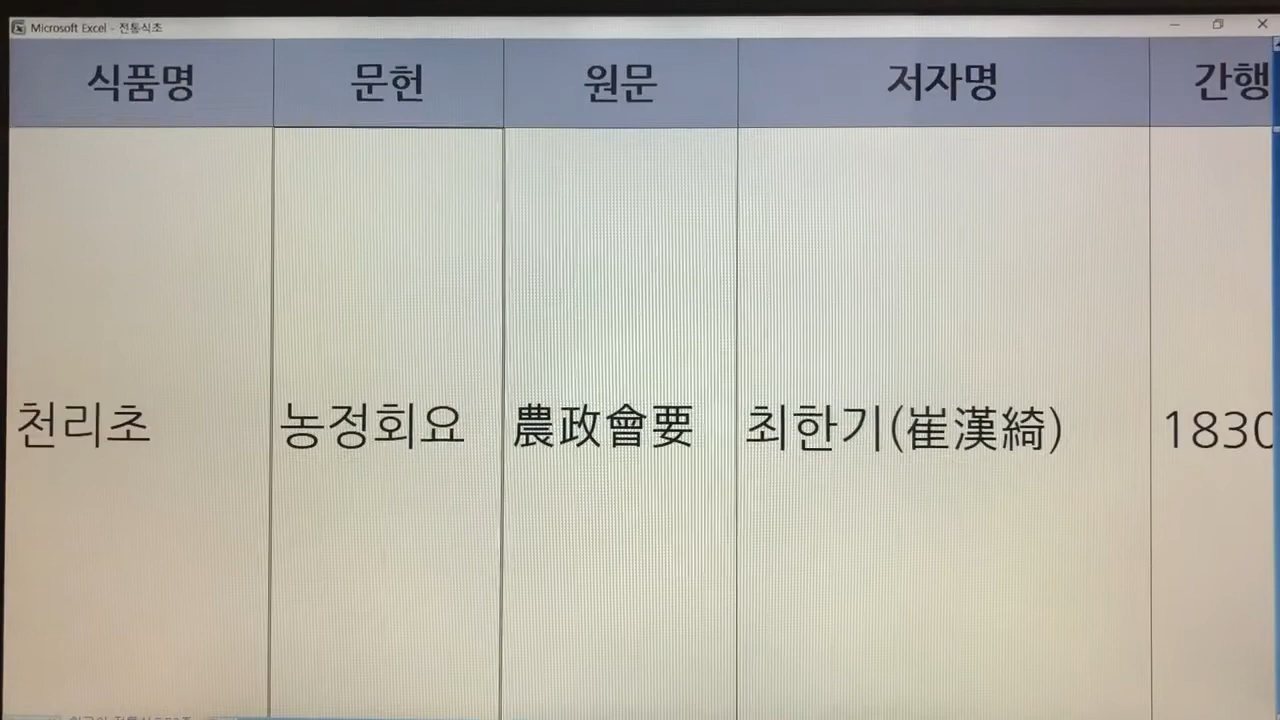 Microsoft Excel - 전통식초
식품명 문헌 원문 저자명 간행
천리초 농정회요 農政會要 최한기(崔漢綺) 1830